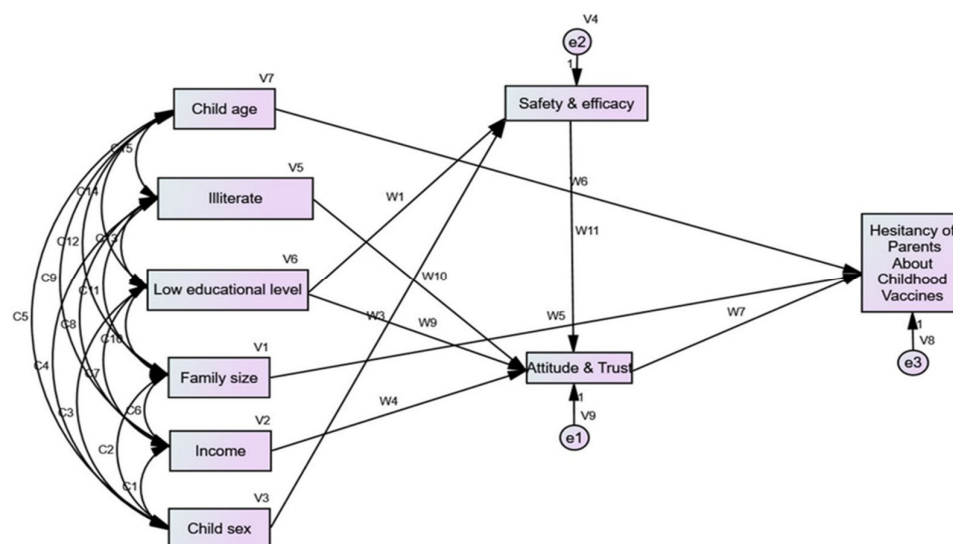 V4
e2
1
V7
Child age
Safety & efficacy
C15
V5
C14
W6
Illiterate
W1
Hesitancy of
Parents
About
Childhood
Vaccines
W11
C12
C13
V6
C9
W10
Low educational level
C11
C5
W3
W9
W5
W7
C8
1
V8
C10
V1
C4
C7
Attitude & Trust
e3
Family size
1
V9
C3
C6
W4
V2
e1
C2
Income
C1
V3
Child sex